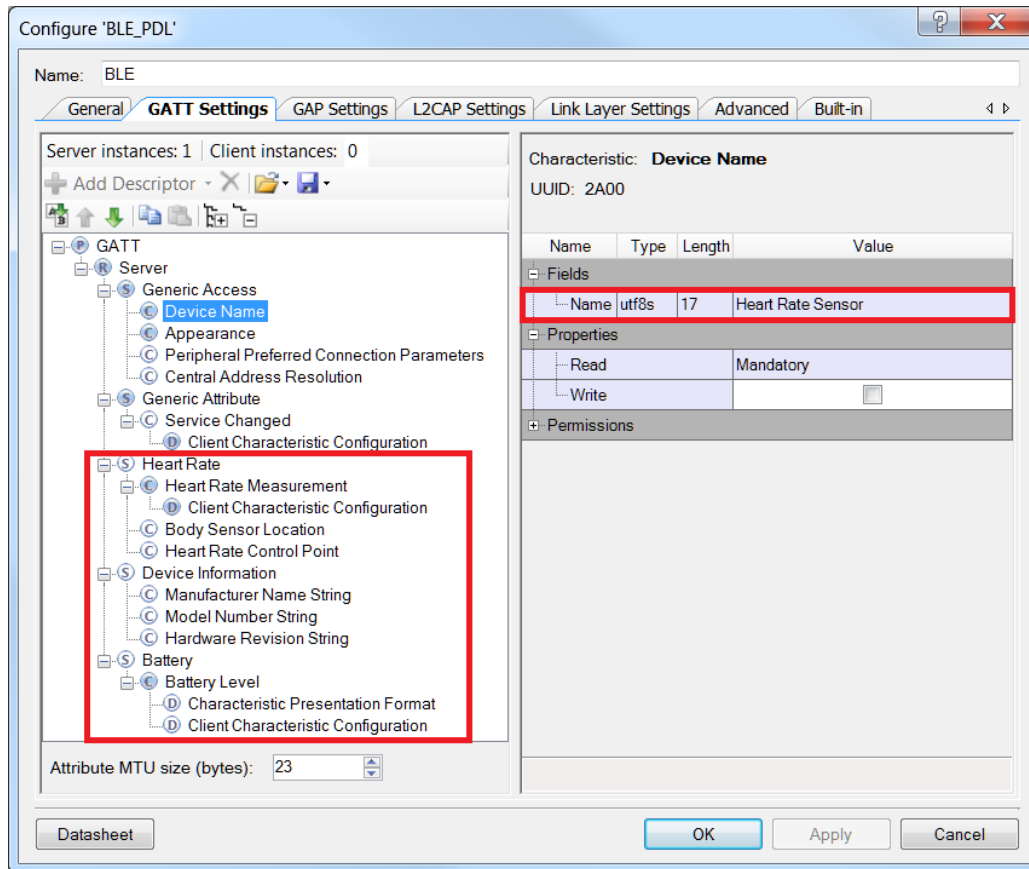 Configure 'BLE_PDL'
Name: BLE
General GATT Settings GAP Settings L2CAP Settings Link Layer Settings Advanced Built-in
Server instances: 1 Client instances: 0
Add Descriptor
GATT
Server
Generic Access
Device Name
Appearance
Peripheral Preferred Connection Parameters
Central Address Resolution
Generic Attribute
Service Changed
Client Characteristic Configuration
Heart Rate
Heart Rate Measurement
Client Characteristic Configuration
Body Sensor Location
Heart Rate Control Point
Device Information
Manufacturer Name String
Model Number String
Hardware Revision String
Battery
Battery Level
Characteristic Presentation Format
Client Characteristic Configuration
Attribute MTU size (bytes): 23
Characteristic: Device Name
UUID: 2A00
Name Type Length Value
Fields
Name utf8s 17 Heart Rate Sensor
Properties
Read Mandatory
Write
Permissions
Datasheet OK Apply Cancel